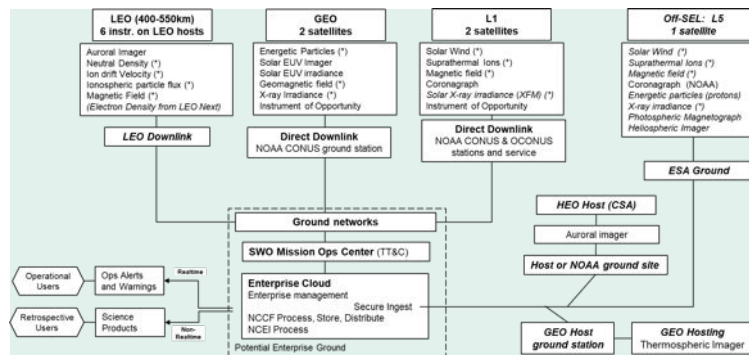 LEO (400-550km)
6 instr. on LEO hosts
Auroral Imager
Neutral Density (*)
Ion drift Velocity (*)
Ionospheric particle flux (*)
Magnetic Field (*)
(Electron Density from LEO Next)
LEO Downlink
GEO
2 satellites
Energetic Particles (*)
Solar EUV Imager
Solar EUV irradiance
Geomagnetic field (*)
X-ray Irradiance (*)
Instrument of Opportunity
Direct Downlink
NOAA CONUS ground station
L1
2 satellites
Solar Wind (*)
Suprathermal Ions (*)
Magnetic field (*)
Coronagraph
Solar X-ray irradiance (XFM)(*)
Instrument of Opportunity
Direct Downlink
NOAA CONUS & OCONUS
stations and service
Off-SEL: L5
1 satellite
Solar Wind (*)
Suprathermal Ions (*)
Magnetic field (*)
Coronagraph (NOAA)
Energetic particles (protons)
X-ray irradiance (*)
Photospheric Magnetograph
Heliospheric Imager
ESA Ground
Ground networks
SWO Mission Ops Center (TT&C)
Enterprise Cloud
Enterprise management
Secure Ingest
NCCF Process, Store, Distribute
NCEI Process
Potential Enterprise Ground
Operational
Users
Ops Alerts
and Warnings
Realtime
Retrospective
Users
Science
Products
Non-
Realtime
HEO Host (CSA)
Auroral imager
Host or NOAA ground site
GEO Host
ground station
GEO Hosting
Thermospheric Imager